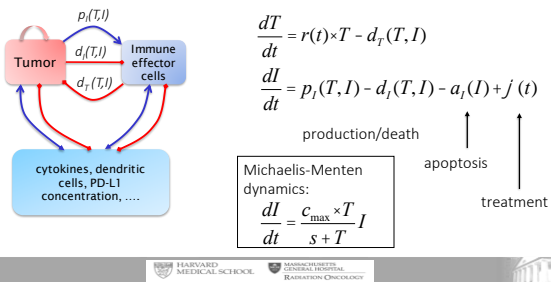 p_I(T,I)
d_I(T,I)
d_T(T,I)
Tumor
Immune
effector
cells
cytokines, dendritic
cells, PD-L1
concentration, ....
dT/dt = r(t)×T − d_T(T,I)
dI/dt = p_I(T,I) − d_I(T,I) − a_I(I) + j (t)
production/death
apoptosis
treatment
Michaelis-Menten
dynamics:
dI/dt = (c_max × T)/(s + T) I
HARVARD
MEDICAL SCHOOL
MASSACHUSETTS
GENERAL HOSPITAL
RADIATION ONCOLOGY